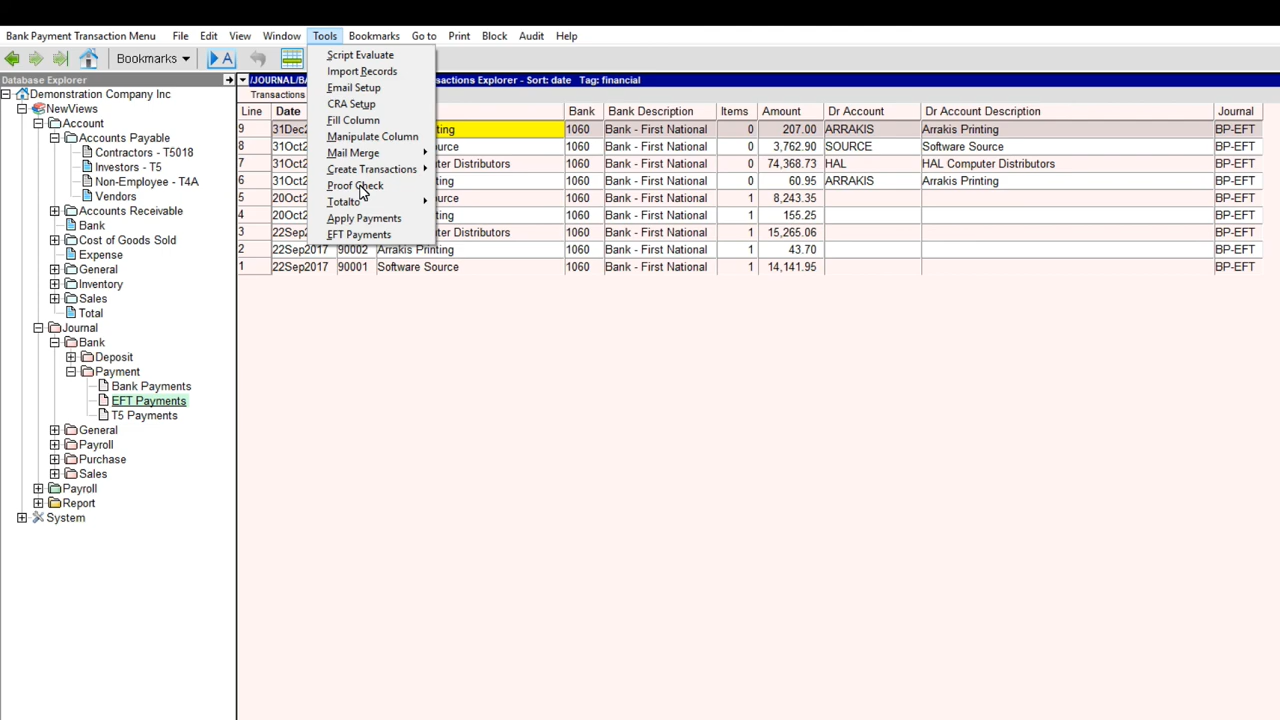 Bank Payment Transaction Menu File Edit View Window Tools Bookmarks Go to Print Block Audit Help
Bookmarks A
Database Explorer
Demonstration Company Inc
NewViews
Account
Accounts Payable
Contractors - T5018
Investors - T5
Non-Employee - T4A
Vendors
Accounts Receivable
Bank
Cost of Goods Sold
Expense
General
Inventory
Sales
Total
Journal
Bank
Deposit
Payment
Bank Payments
EFT Payments
T5 Payments
General
Payroll
Purchase
Sales
Payroll
Report
System
Script Evaluate
Import Records
Email Setup
CRA Setup
Fill Column
Manipulate Column
Mail Merge
Create Transactions
Proof Check
Totalto
Apply Payments
EFT Payments
/JOURNAL/BA Transactions Explorer - Sort: date Tag: financial
Transactions
Line Date Bank Bank Description Items Amount Dr Account Dr Account Description Journal
9 31Dec2 ting 1060 Bank - First National 0 207.00 ARRAKIS Arrakis Printing BP-EFT
8 31Oct2 ource 1060 Bank - First National 0 3,762.90 SOURCE Software Source BP-EFT
7 31Oct2 puter Distributors 1060 Bank - First National 0 74,368.73 HAL HAL Computer Distributors BP-EFT
6 31Oct2 ting 1060 Bank - First National 0 60.95 ARRAKIS Arrakis Printing BP-EFT
5 20Oct2 ource 1060 Bank - First National 1 8,243.35 BP-EFT
4 20Oct2 ting 1060 Bank - First National 1 155.25 BP-EFT
3 22Sep2 puter Distributors 1060 Bank - First National 1 15,265.06 BP-EFT
2 22Sep2017 90002 Arrakis Printing 1060 Bank - First National 1 43.70 BP-EFT
1 22Sep2017 90001 Software Source 1060 Bank - First National 1 14,141.95 BP-EFT